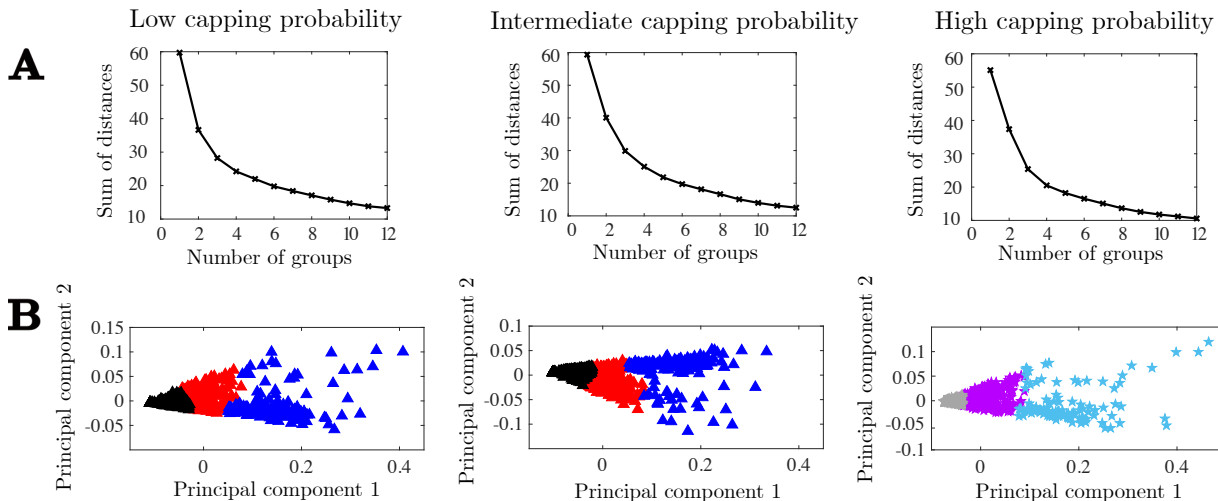 Low capping probability
Intermediate capping probability
High capping probability
A
Sum of distances
60
50
40
30
20
10
0 2 4 6 8 10 12
Number of groups
Sum of distances
60
50
40
30
20
10
0 2 4 6 8 10 12
Number of groups
Sum of distances
60
50
40
30
20
10
0 2 4 6 8 10 12
Number of groups
B
Principal component 2
0.15
0.1
0.05
0
-0.05
0 0.2 0.4
Principal component 1
Principal component 2
0.1
0.05
0
-0.05
-0.1
0 0.2 0.4
Principal component 1
Principal component 2
0.1
0.05
0
-0.05
-0.1
0 0.2 0.4
Principal component 1